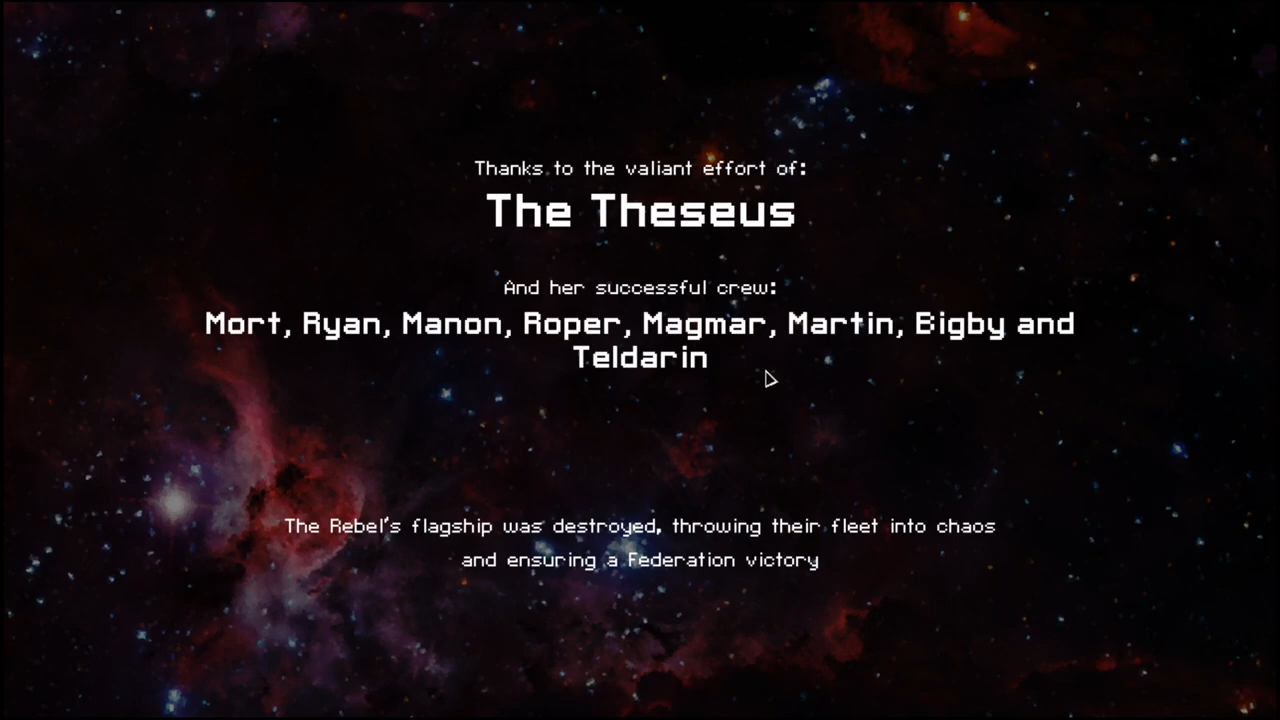 Thanks to the valiant effort of:
The Theseus
And her successful crew:
Mort, Ryan, Manon, Roper, Magmar, Martin, Bigby and
Teldarin
The Rebel's flagship was destroyed, throwing their fleet into chaos
and ensuring a Federation victory